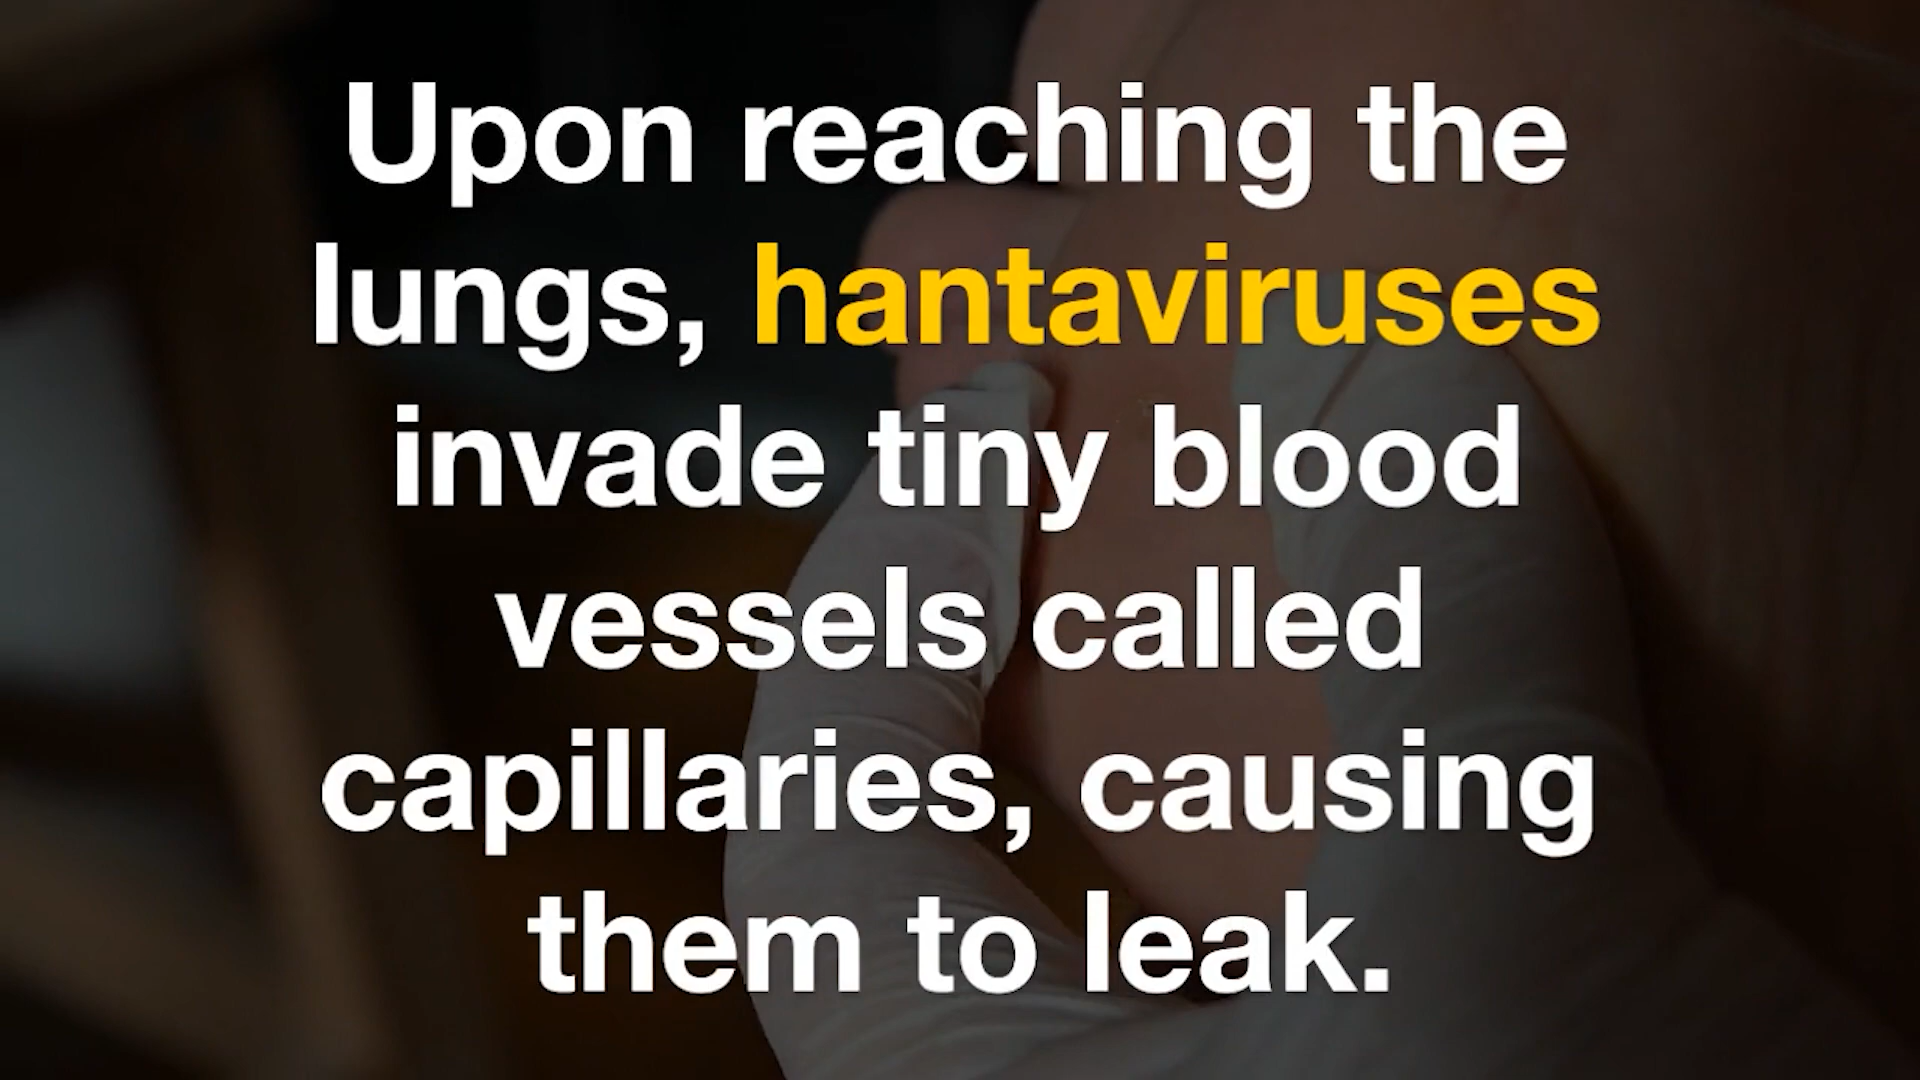 Upon reaching the
lungs, hantaviruses
invade tiny blood
vessels called
capillaries, causing
them to leak.